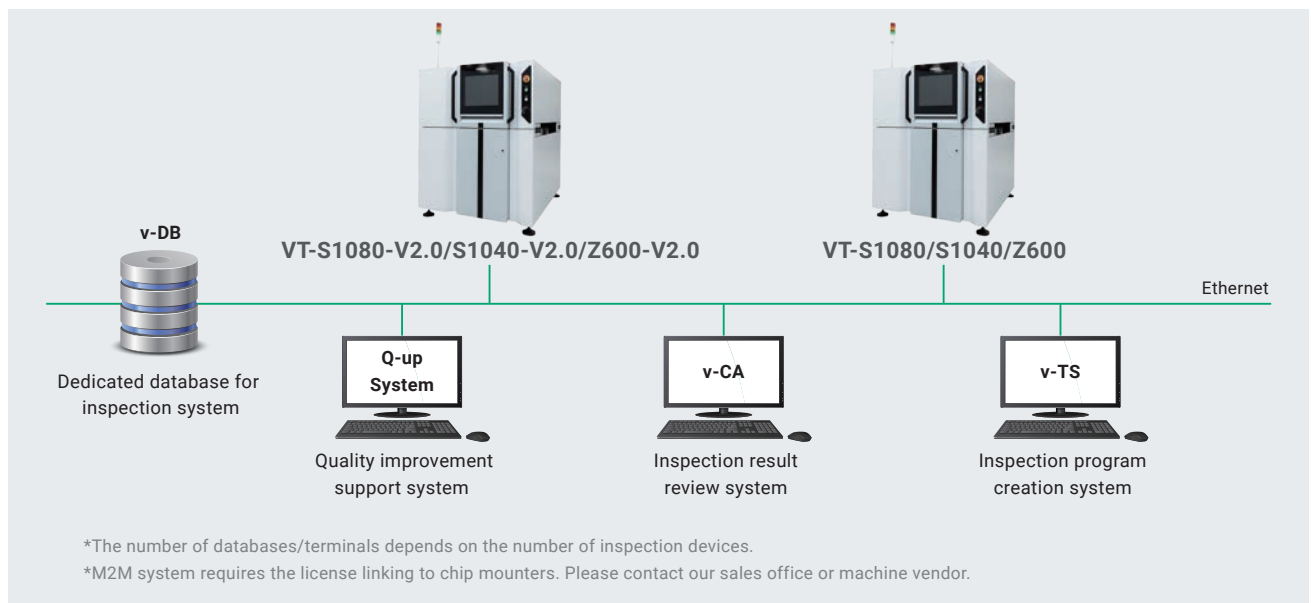 v-DB
VT-S1080-V2.0/S1040-V2.0/Z600-V2.0
VT-S1080/S1040/Z600
Ethernet
Q-up
System
v-CA
v-TS
Dedicated database for
inspection system
Quality improvement
support system
Inspection result
review system
Inspection program
creation system
*The number of databases/terminals depends on the number of inspection devices.
*M2M system requires the license linking to chip mounters. Please contact our sales office or machine vendor.